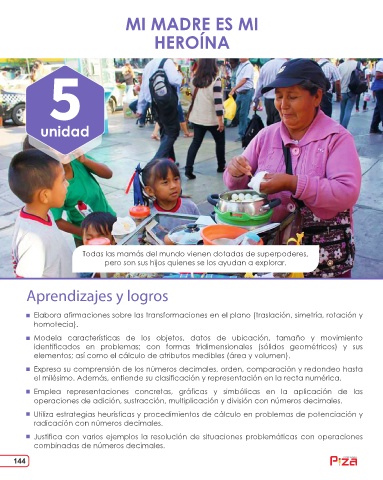 MI MADRE ES MI
HEROÍNA
5
unidad
Todas las mamás del mundo vienen dotadas de superpoderes,
pero son sus hijos quienes se los ayudan a explorar.
Aprendizajes y logros
Elabora afirmaciones sobre las transformaciones en el plano (traslación, simetría, rotación y
homotecia).
Modela características de los objetos, datos de ubicación, tamaño y movimiento
identificados en problemas; con formas tridimensionales (sólidos geométricos) y sus
elementos; así como el cálculo de atributos medibles (área y volumen).
Expresa su comprensión de los números decimales, orden, comparación y redondeo hasta
el milésimo. Además, entiende su clasificación y representación en la recta numérica.
Emplea representaciones concretas, gráficas y simbólicas en la aplicación de las
operaciones de adición, sustracción, multiplicación y división con números decimales.
Utiliza estrategias heurísticas y procedimientos de cálculo en problemas de potenciación y
radicación con números decimales.
Justifica con varios ejemplos la resolución de situaciones problemáticas con operaciones
combinadas de números decimales.
144